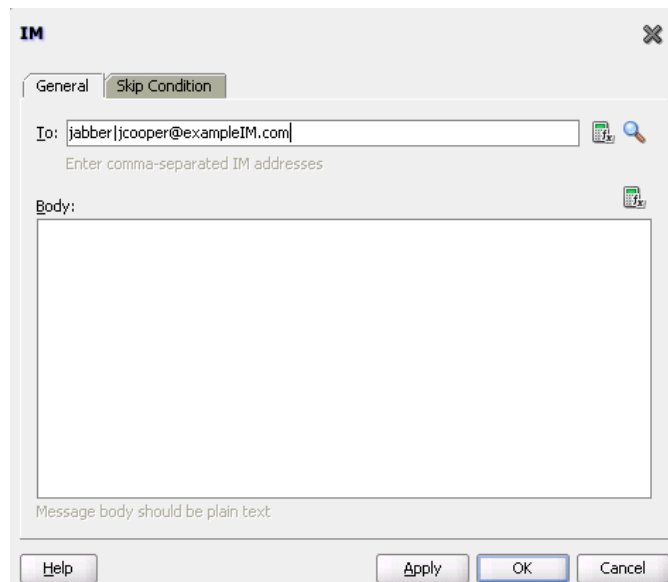 IM
General Skip Condition
To: jabber|jcooper@exampleIM.com
Enter comma-separated IM addresses
Body:
Message body should be plain text
Help Apply OK Cancel